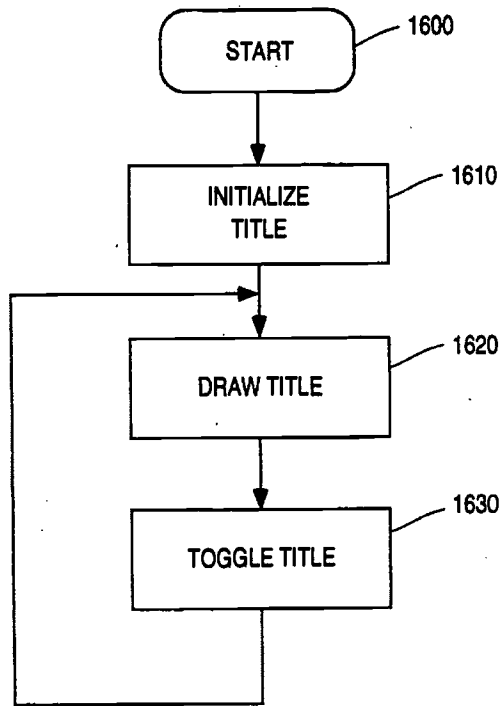 START
1600
INITIALIZE
TITLE
1610
DRAW TITLE
1620
TOGGLE TITLE
1630